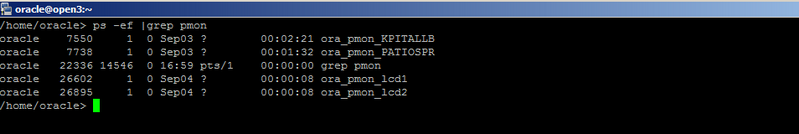 oracle@open3:~
/home/oracle> ps -ef |grep pmon
oracle    7550     1  0 Sep03 ?        00:02:21 ora_pmon_KPITALLB
oracle    7738     1  0 Sep03 ?        00:01:32 ora_pmon_PATIOSPR
oracle   22336 14546  0 16:59 pts/1    00:00:00 grep pmon
oracle   26602     1  0 Sep04 ?        00:00:08 ora_pmon_lcd1
oracle   26895     1  0 Sep04 ?        00:00:08 ora_pmon_lcd2
/home/oracle>